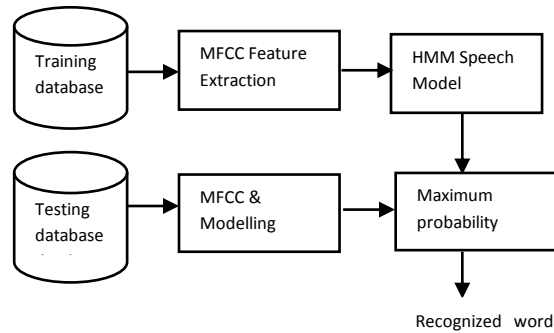 Training
database
MFCC Feature
Extraction
HMM Speech
Model
Testing
database
MFCC &
Modelling
Maximum
probability
Recognized word